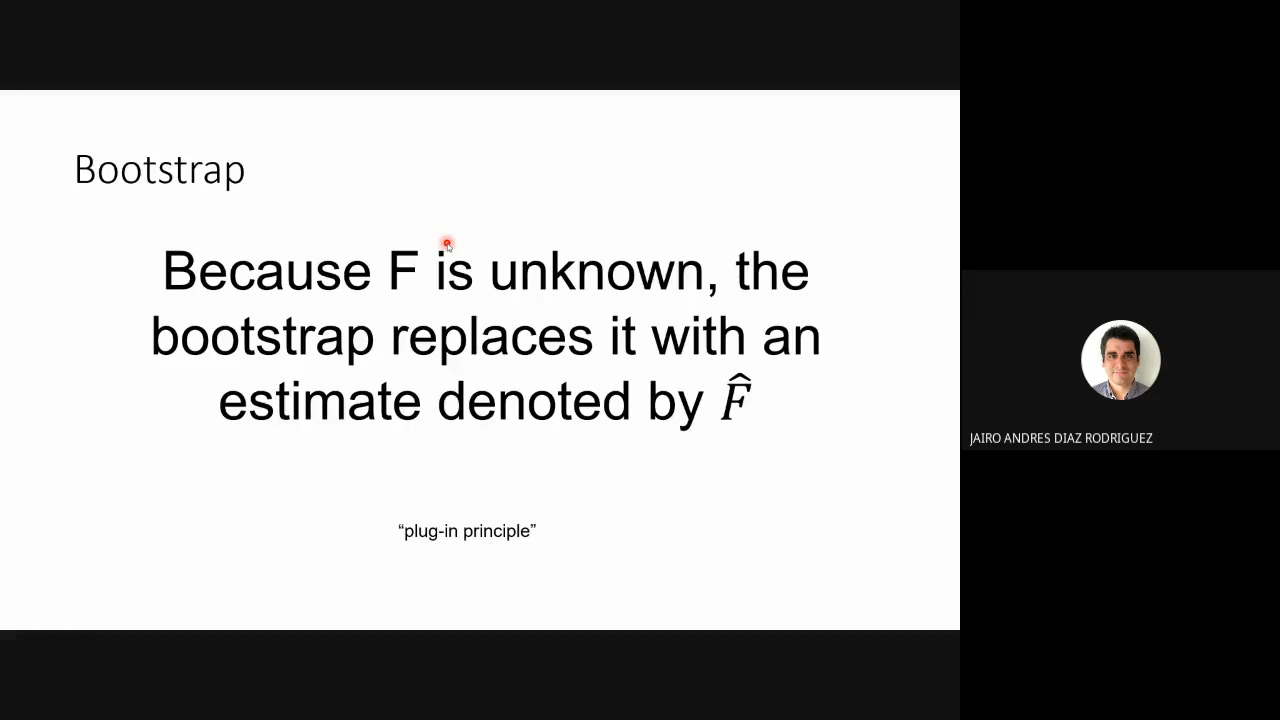 Bootstrap
Because F is unknown, the
bootstrap replaces it with an
estimate denoted by F̂
“plug-in principle”
JAIRO ANDRES DIAZ RODRIGUEZ